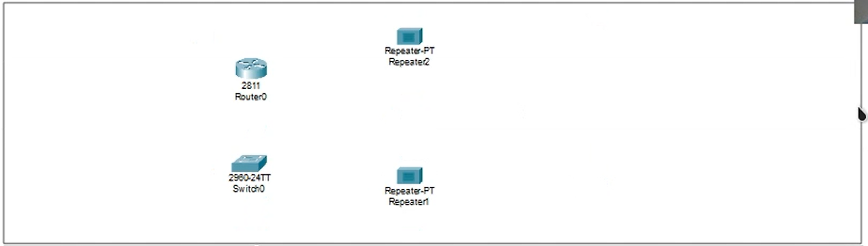 Repeater-PT
Repeater2
2811
Router0
2960-24TT
Switch0
Repeater-PT
Repeater1